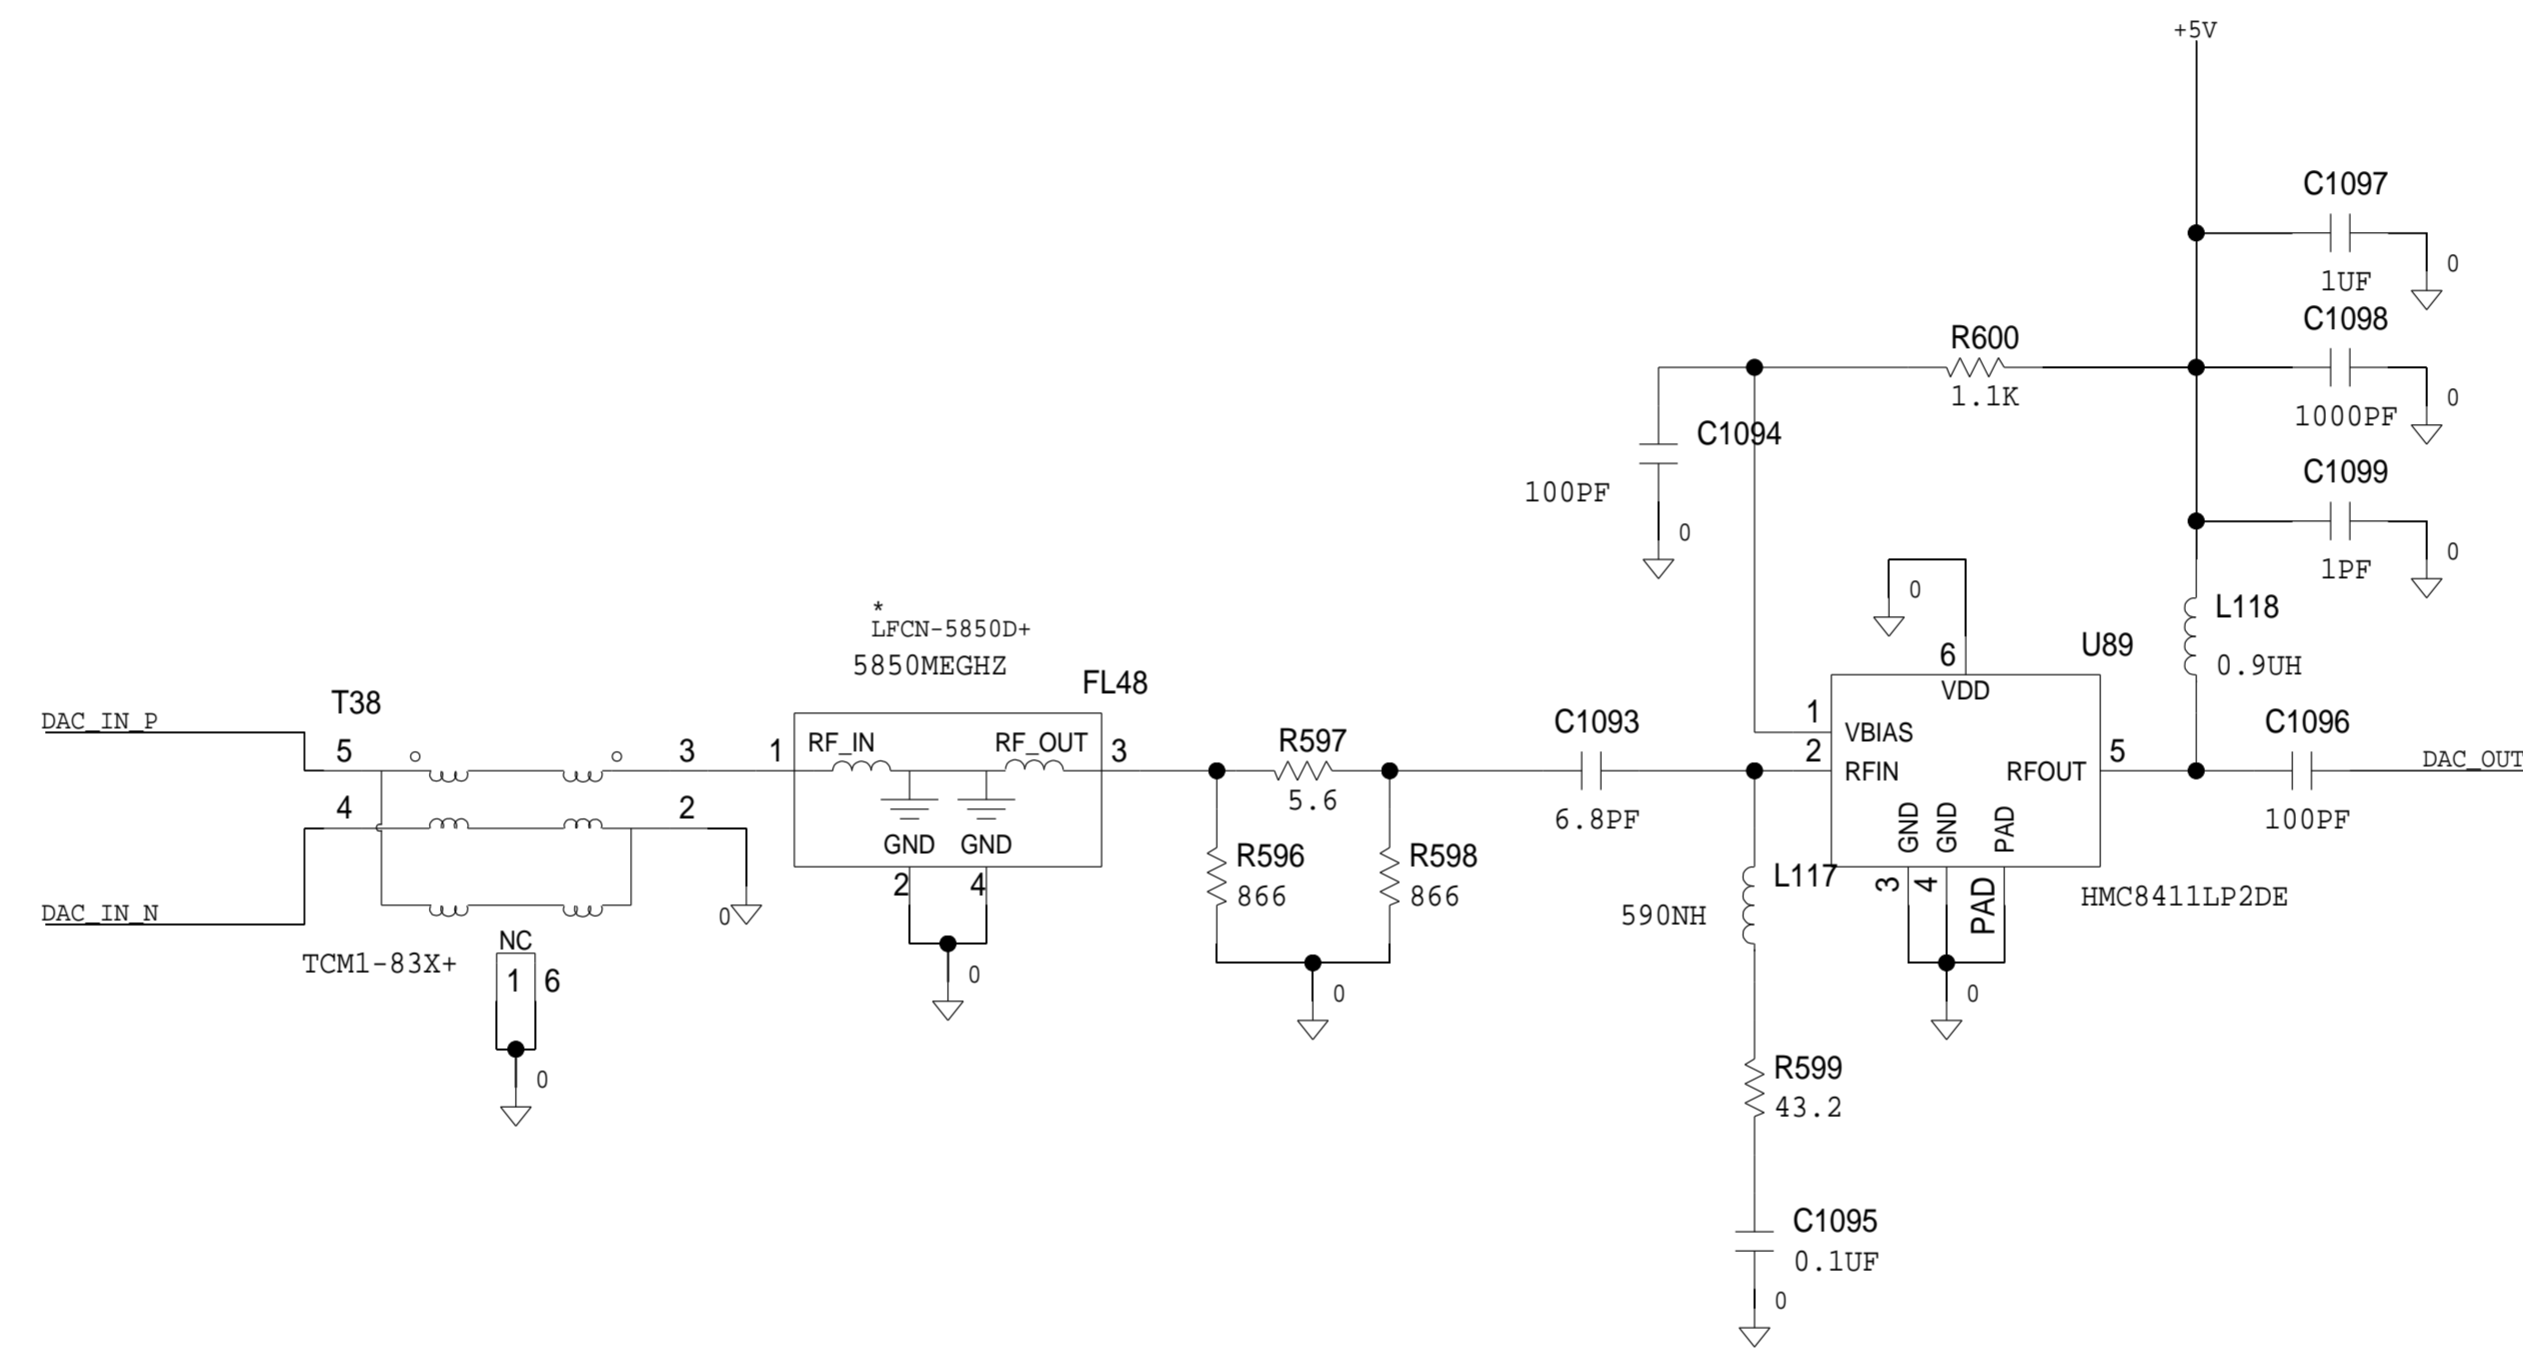 +5V
C1097
0
1UF
C1098
R600
0
1.1K
1000PF
C1094
C1099
100PF
0
0
1PF
0
*
LFCN-5850D+
5850MEGHZ
FL48
L118
0.9UH
U89
6
VDD
T38
DAC_IN_P
5
3
1
RF_IN
RF_OUT
3
R597
5.6
C1093
6.8PF
1
VBIAS
2
RFIN
RFOUT
5
C1096
100PF
DAC_OUT
4
2
GND
GND
2
4
0
R596
866
R598
866
L117
590NH
GND
GND
PAD
3
4
PAD
HMC8411LP2DE
DAC_IN_N
0
TCM1-83X+
NC
1
6
0
0
0
R599
43.2
C1095
0.1UF
0